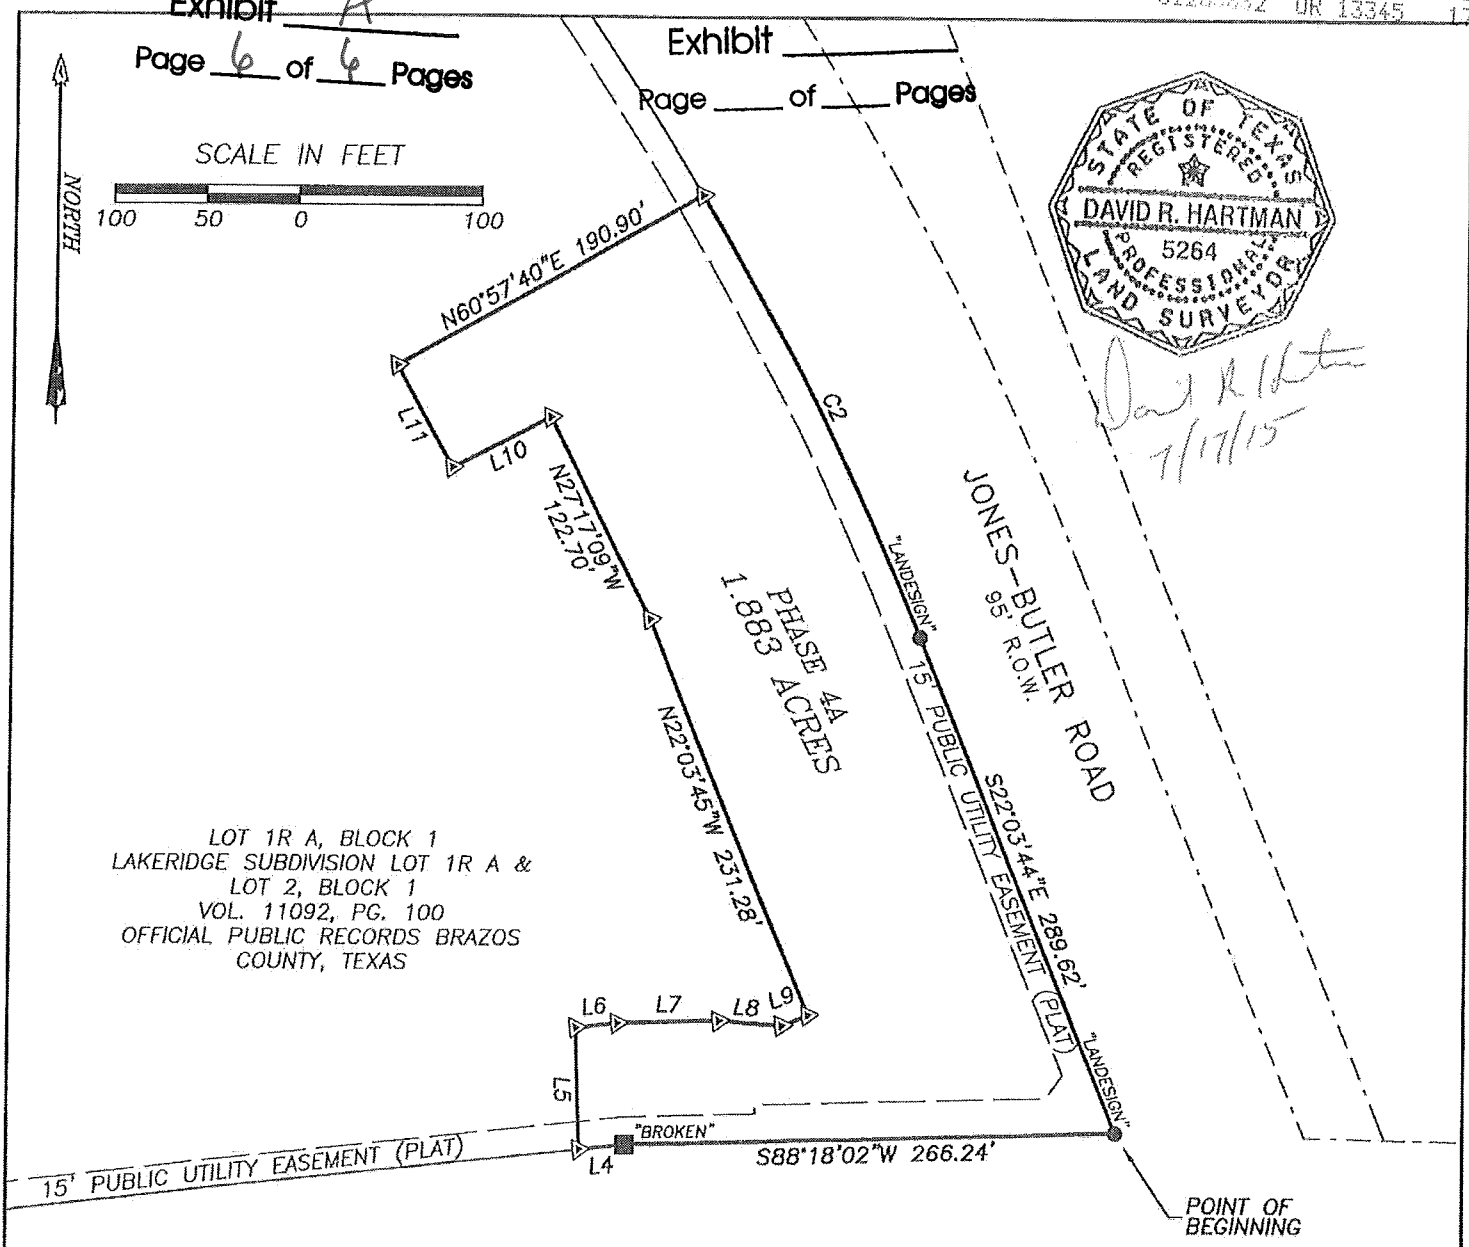 Exhibit A
Page 6 of 6 Pages
OR 13345
Exhibit
Page of Pages
SCALE IN FEET
100 50 0 100
NORTH
STATE OF TEXAS
REGISTERED
DAVID R. HARTMAN
5264
PROFESSIONAL
LAND SURVEYOR
7/17/15
N60°57'40"E 190.90'
L11
L10
C2
N27°17'09"W
122.70'
"LANDESIGN"
JONES-BUTLER ROAD
95' R.O.W.
PHASE 4A
1.883 ACRES
15' PUBLIC UTILITY EASEMENT (PLAT)
S22°03'44"E 289.62'
N22°03'45"W 231.28'
LOT 1R A, BLOCK 1
LAKERIDGE SUBDIVISION LOT 1R A &
LOT 2, BLOCK 1
VOL. 11092, PG. 100
OFFICIAL PUBLIC RECORDS BRAZOS
COUNTY, TEXAS
L6 L7 L8 L9
L5
"LANDESIGN"
"BROKEN"
L4
S88°18'02"W 266.24'
15' PUBLIC UTILITY EASEMENT (PLAT)
POINT OF
BEGINNING